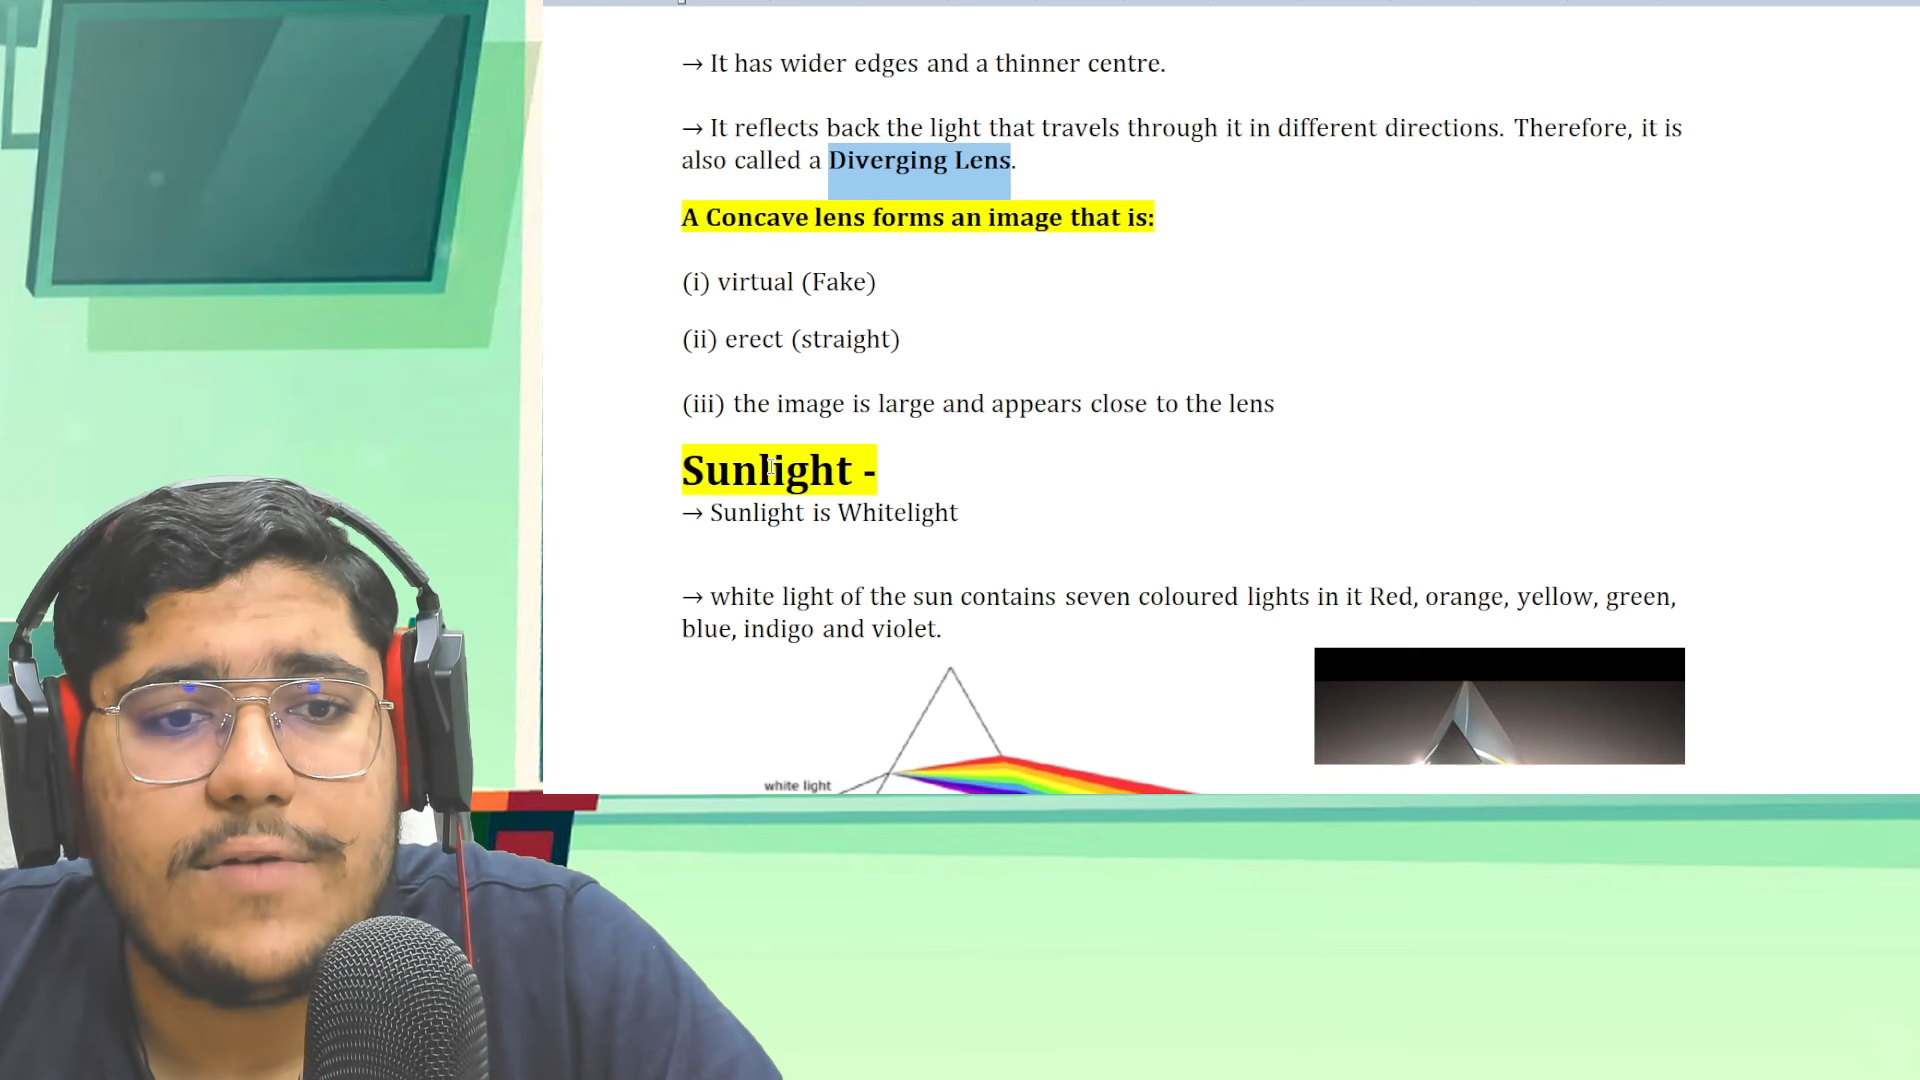 → It has wider edges and a thinner centre.
→ It reflects back the light that travels through it in different directions. Therefore, it is
also called a Diverging Lens.
A Concave lens forms an image that is:
(i) virtual (Fake)
(ii) erect (straight)
(iii) the image is large and appears close to the lens
Sunlight -
→ Sunlight is Whitelight
→ white light of the sun contains seven coloured lights in it Red, orange, yellow, green,
blue, indigo and violet.
white light